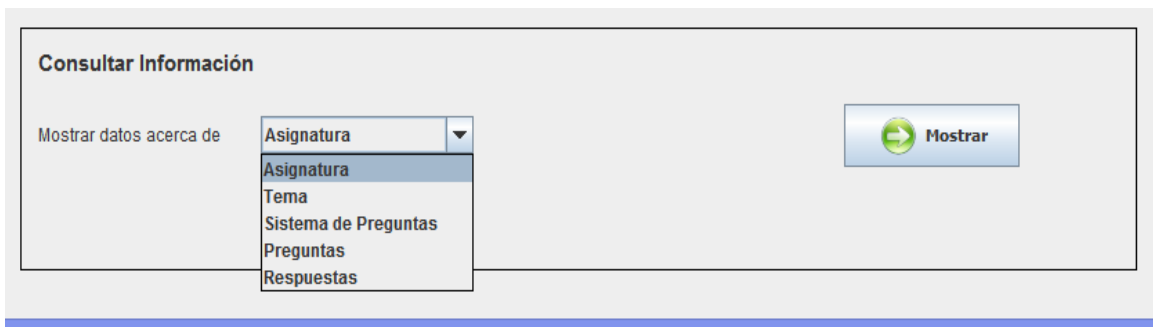 Consultar Información
Mostrar datos acerca de
Asignatura
Mostrar
Asignatura
Tema
Sistema de Preguntas
Preguntas
Respuestas